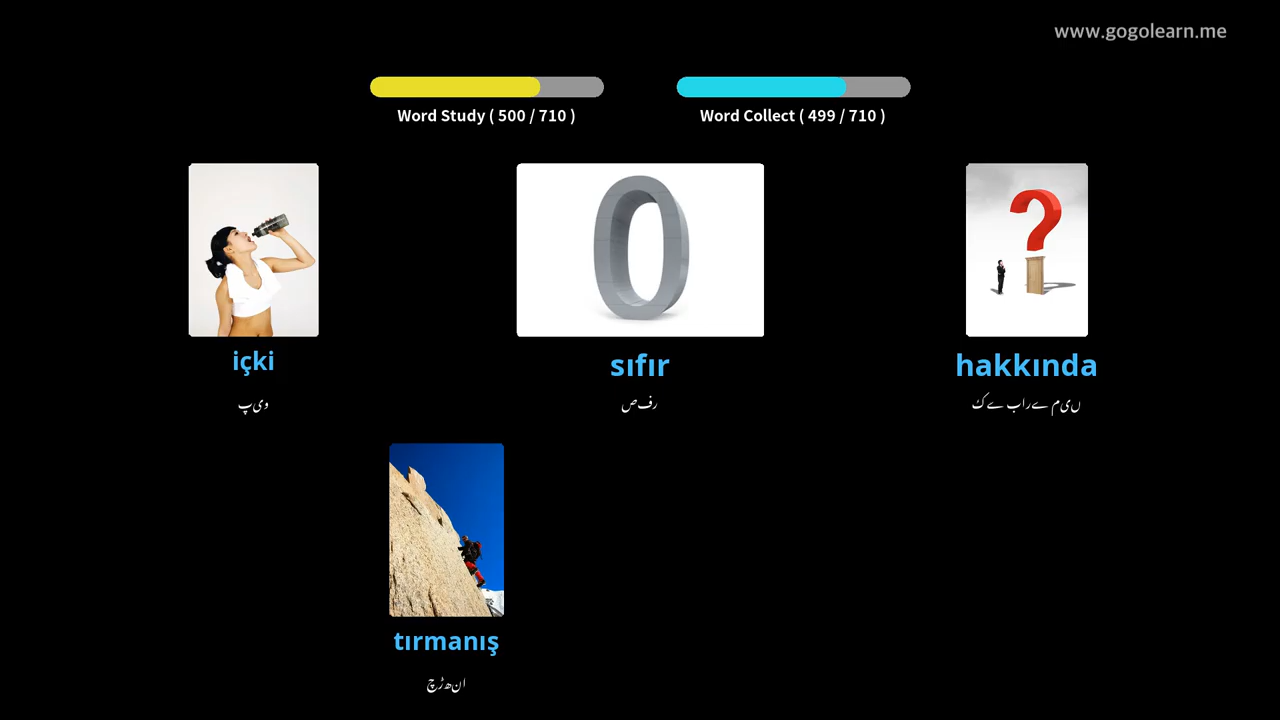 www.gogolearn.me
Word Study ( 500 / 710 )
Word Collect ( 499 / 710 )
içki
sıfır
hakkında
پیو
صفر
کے بارے میں
tırmanış
چڑھنا